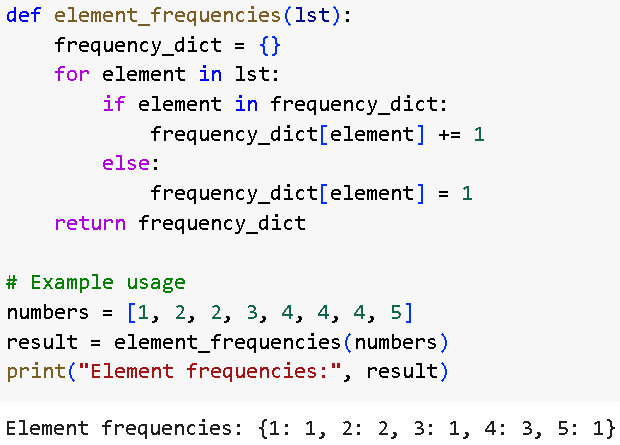 def element_frequencies(lst):
    frequency_dict = {}
    for element in lst:
        if element in frequency_dict:
            frequency_dict[element] += 1
        else:
            frequency_dict[element] = 1
    return frequency_dict

# Example usage
numbers = [1, 2, 2, 3, 4, 4, 4, 5]
result = element_frequencies(numbers)
print("Element frequencies:", result)

Element frequencies: {1: 1, 2: 2, 3: 1, 4: 3, 5: 1}